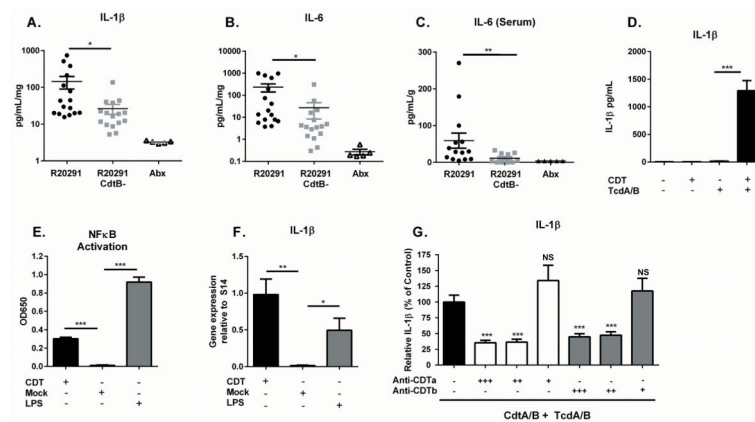 A.
IL-1β
*
pg/mL/mg
1000
100
10
1
R20291
R20291
CdtB-
Abx
B.
IL-6
*
pg/mL/mg
10000
1000
100
10
1
0.1
R20291
R20291
CdtB-
Abx
C.
IL-6 (Serum)
**
pg/mL/g
400
300
200
100
0
R20291
R20291
CdtB-
Abx
D.
IL-1β
***
IL-1β pg/mL
2000
1500
1000
500
0
CDT - + - +
TcdA/B - - + +
E.
NFκB
Activation
***
***
OD650
1.2
1.0
0.8
0.6
0.4
0.2
0.0
CDT + - -
Mock - + -
LPS - - +
F.
IL-1β
**
*
Gene expression
relative to S14
1.5
1.0
0.5
0.0
CDT + - -
Mock - + -
LPS - - +
G.
IL-1β
Relative IL-1β (% of Control)
175
150
125
100
75
50
25
0
*** *** NS *** *** NS
Anti-CDTa - +++ ++ + - - -
Anti-CDTb - - - - +++ ++ +
CdtA/B + TcdA/B